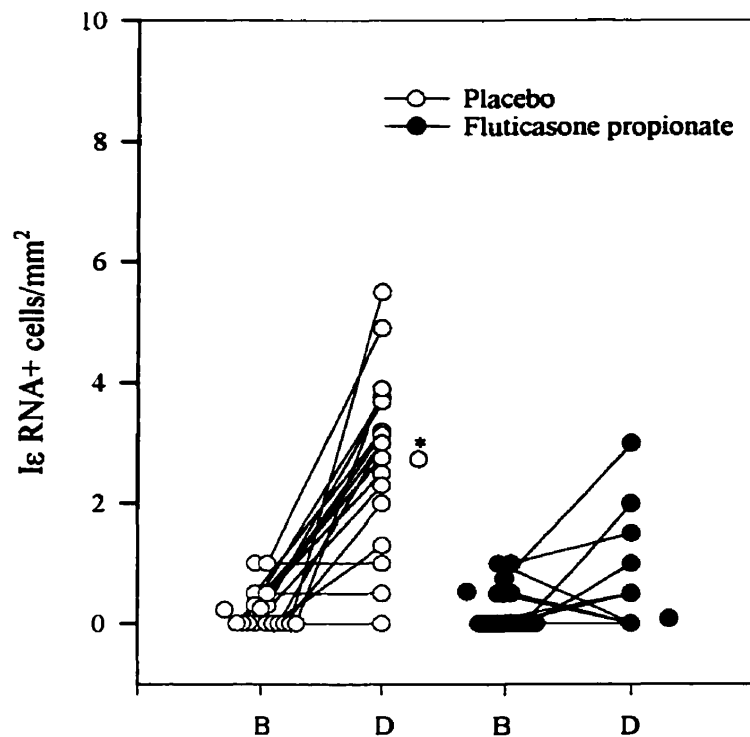 10
Placebo
Fluticasone propionate
8
6
Iε RNA+ cells/mm²
4
*
2
0
B D B D